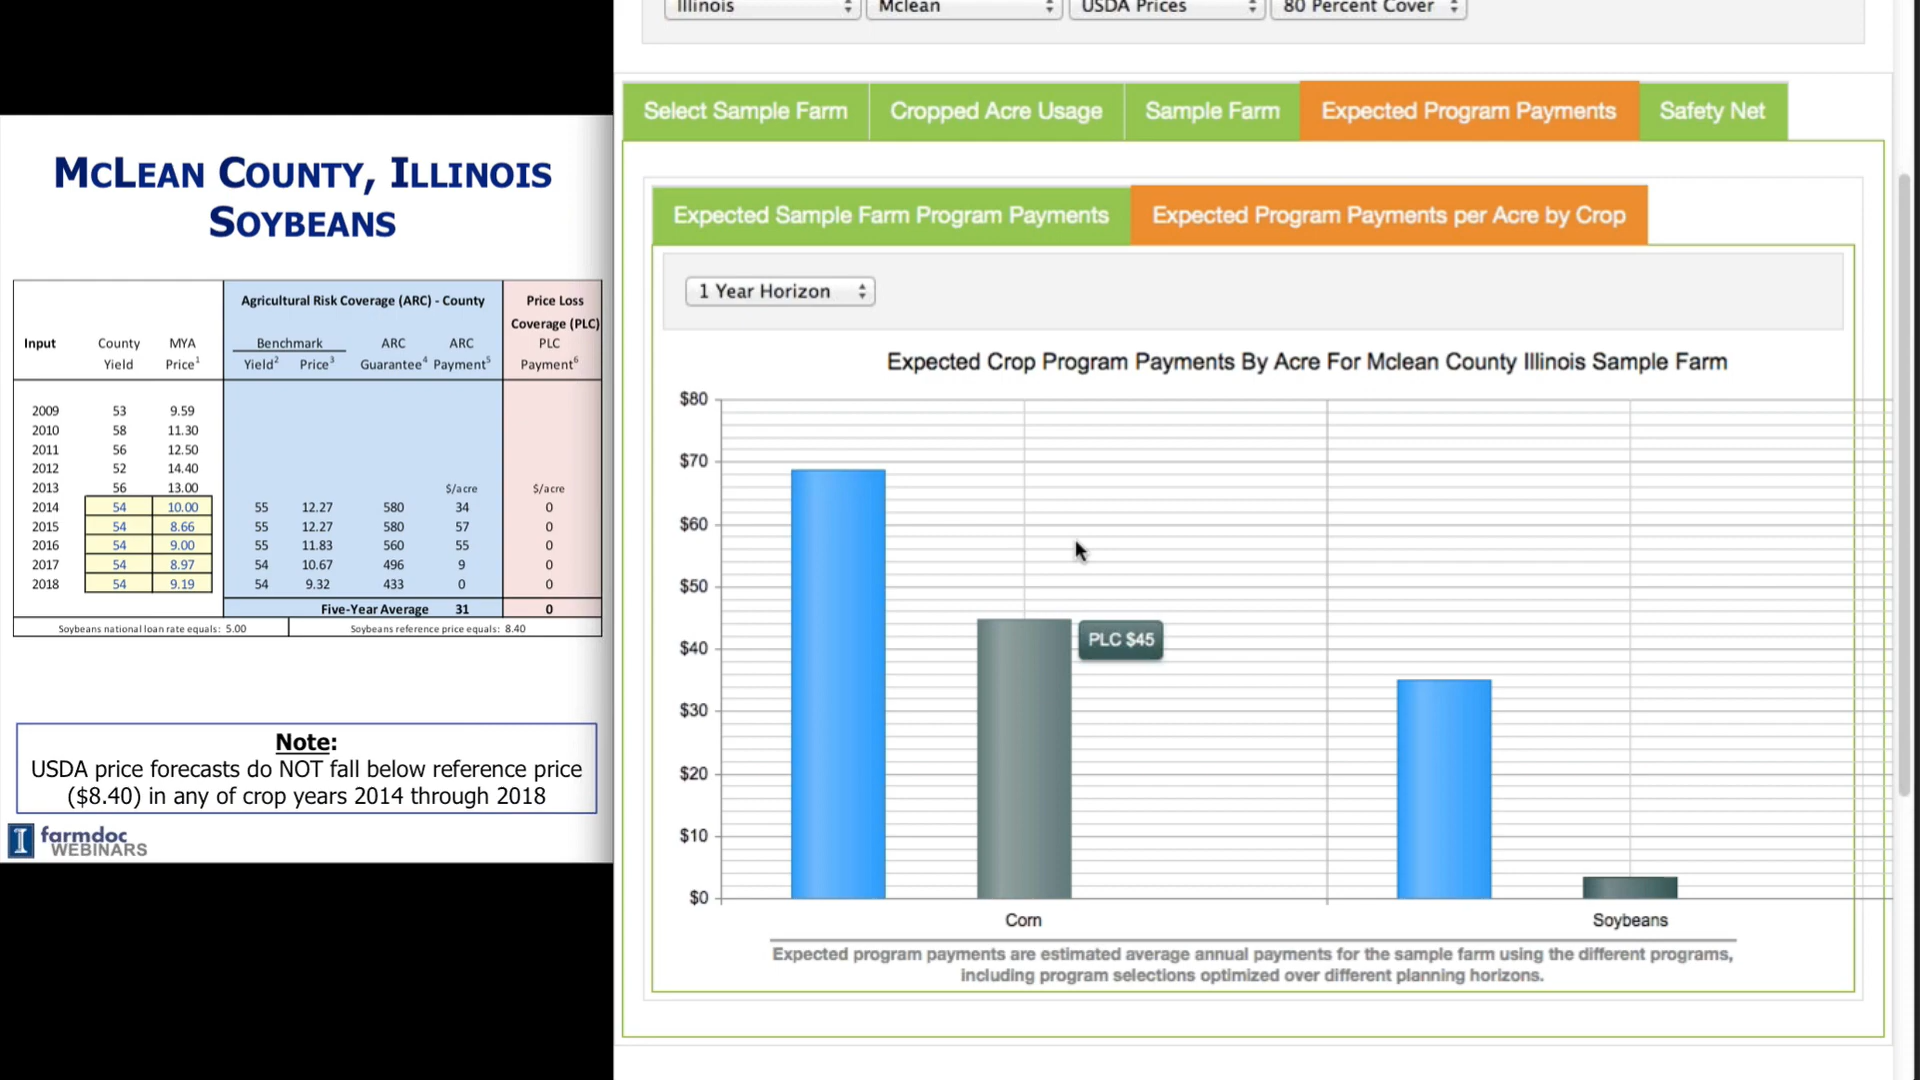 MCLEAN COUNTY, ILLINOIS
SOYBEANS
Agricultural Risk Coverage (ARC) - County
Price Loss
Coverage (PLC)
Input County MYA Benchmark ARC ARC PLC
Yield Price1 Yield2 Price3 Guarantee4 Payment5 Payment6
2009 53 9.59
2010 58 11.30
2011 56 12.50
2012 52 14.40
2013 56 13.00 $/acre $/acre
2014 54 10.00 55 12.27 580 34 0
2015 54 8.66 55 12.27 580 57 0
2016 54 9.00 55 11.83 560 55 0
2017 54 8.97 54 10.67 496 9 0
2018 54 9.19 54 9.32 433 0 0
Five-Year Average 31 0
Soybeans national loan rate equals: 5.00 Soybeans reference price equals: 8.40
Note:
USDA price forecasts do NOT fall below reference price
($8.40) in any of crop years 2014 through 2018
I farmdoc
WEBINARS
Illinois Mclean USDA Prices 80 Percent Cover
Select Sample Farm Cropped Acre Usage Sample Farm Expected Program Payments Safety Net
Expected Sample Farm Program Payments Expected Program Payments per Acre by Crop
1 Year Horizon
Expected Crop Program Payments By Acre For Mclean County Illinois Sample Farm
$80
$70
$60
$50
$40
$30
$20
$10
$0
PLC $45
Corn Soybeans
Expected program payments are estimated average annual payments for the sample farm using the different programs,
including program selections optimized over different planning horizons.